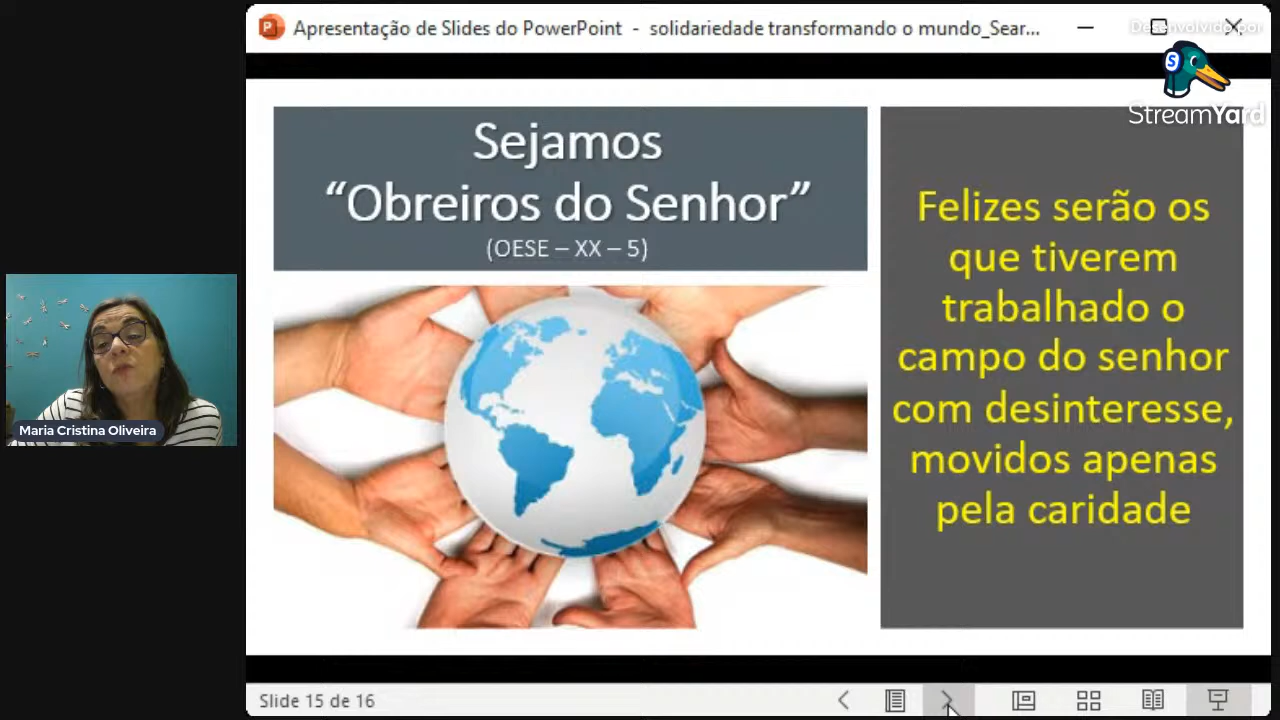 Apresentação de Slides do PowerPoint - solidariedade transformando o mundo_Sear...
Desenvolvido por
StreamYard
Sejamos
“Obreiros do Senhor”
(OESE – XX – 5)
Felizes serão os
que tiverem
trabalhado o
campo do senhor
com desinteresse,
movidos apenas
pela caridade
Maria Cristina Oliveira
Slide 15 de 16